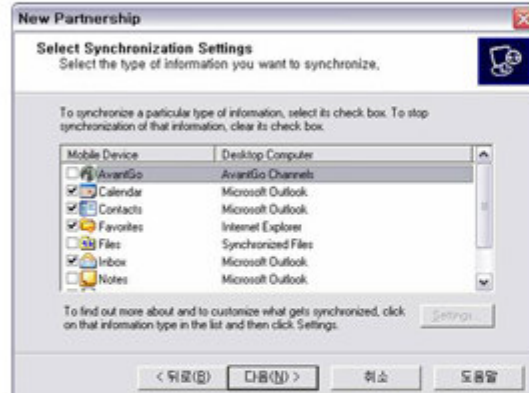 New Partnership
Select Synchronization Settings
Select the type of information you want to synchronize.
To synchronize a particular type of information, select its check box. To stop
synchronization of that information, clear its check box.
Mobile Device Desktop Computer
AvantGo AvantGo Channels
Calendar Microsoft Outlook
Contacts Microsoft Outlook
Favorites Internet Explorer
Files Synchronized Files
Inbox Microsoft Outlook
Notes Microsoft Outlook
To find out more about and to customize what gets synchronized, click
on that information type in the list and then click Settings.
Settings...
< 뒤로(B) 다음(N) > 취소 도움말